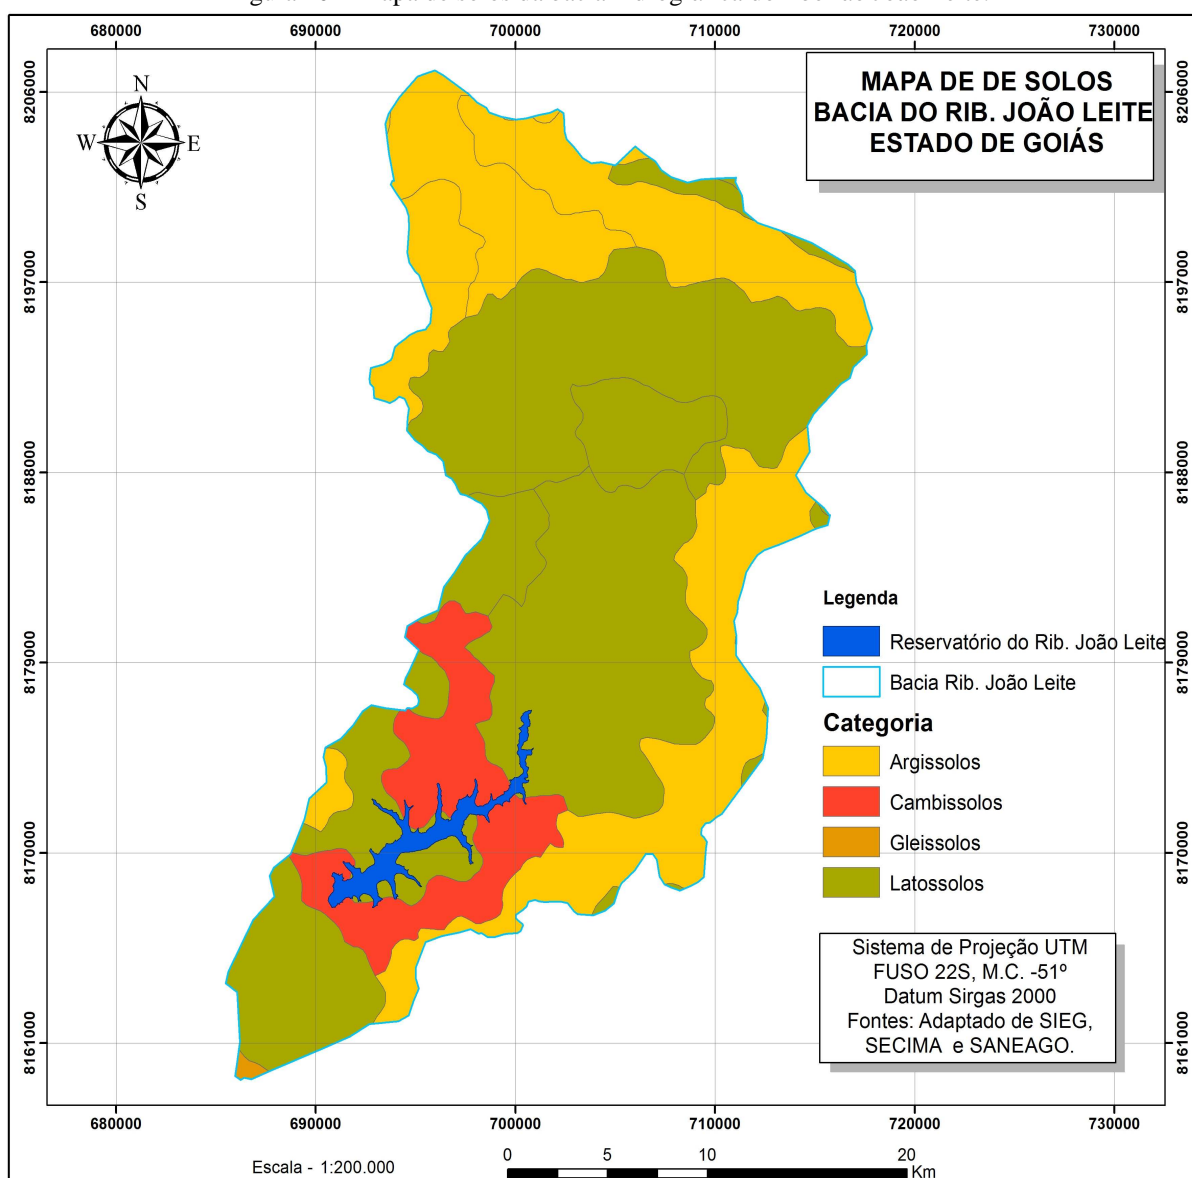 680000 690000 700000 710000 720000 730000
MAPA DE DE SOLOS
BACIA DO RIB. JOÃO LEITE
ESTADO DE GOIÁS
N
W E
S
8206000 8206000
8197000 8197000
8188000 8188000
8179000 8179000
8170000 8170000
8161000 8161000
Legenda
Reservatório do Rib. João Leite
Bacia Rib. João Leite
Categoria
Argissolos
Cambissolos
Gleissolos
Latossolos
Sistema de Projeção UTM
FUSO 22S, M.C. -51º
Datum Sirgas 2000
Fontes: Adaptado de SIEG,
SECIMA e SANEAGO.
680000 690000 700000 710000 720000 730000
Escala - 1:200.000
0 5 10 20
Km